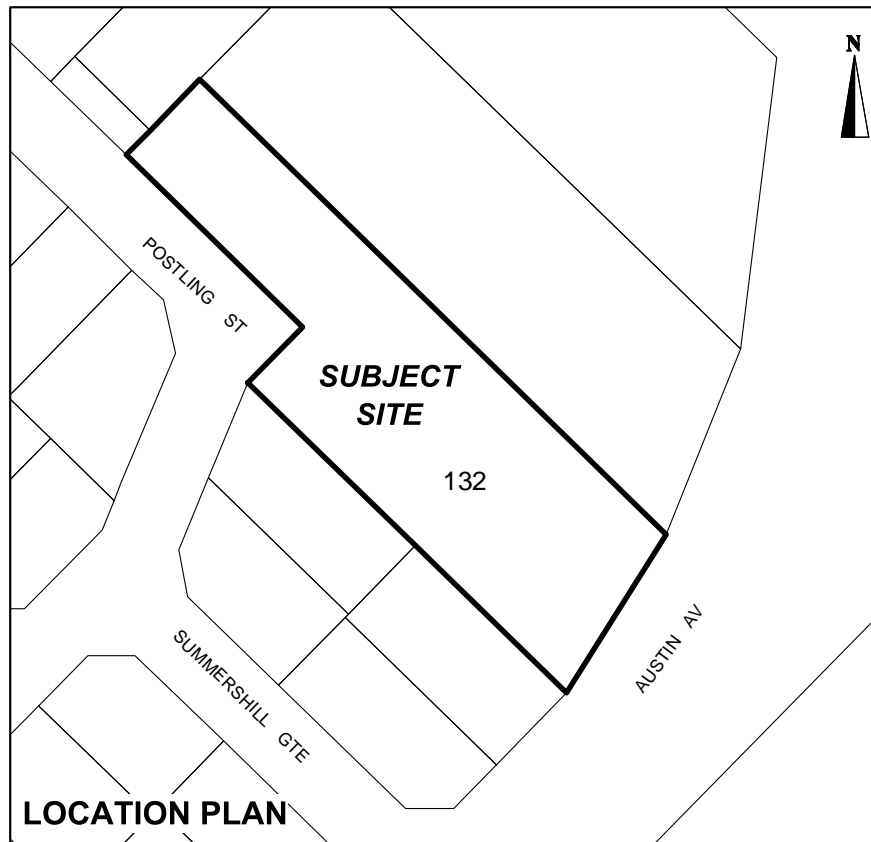 N
POSTLING ST
SUBJECT
SITE
132
AUSTIN AV
SUMMERSHILL GTE
LOCATION PLAN